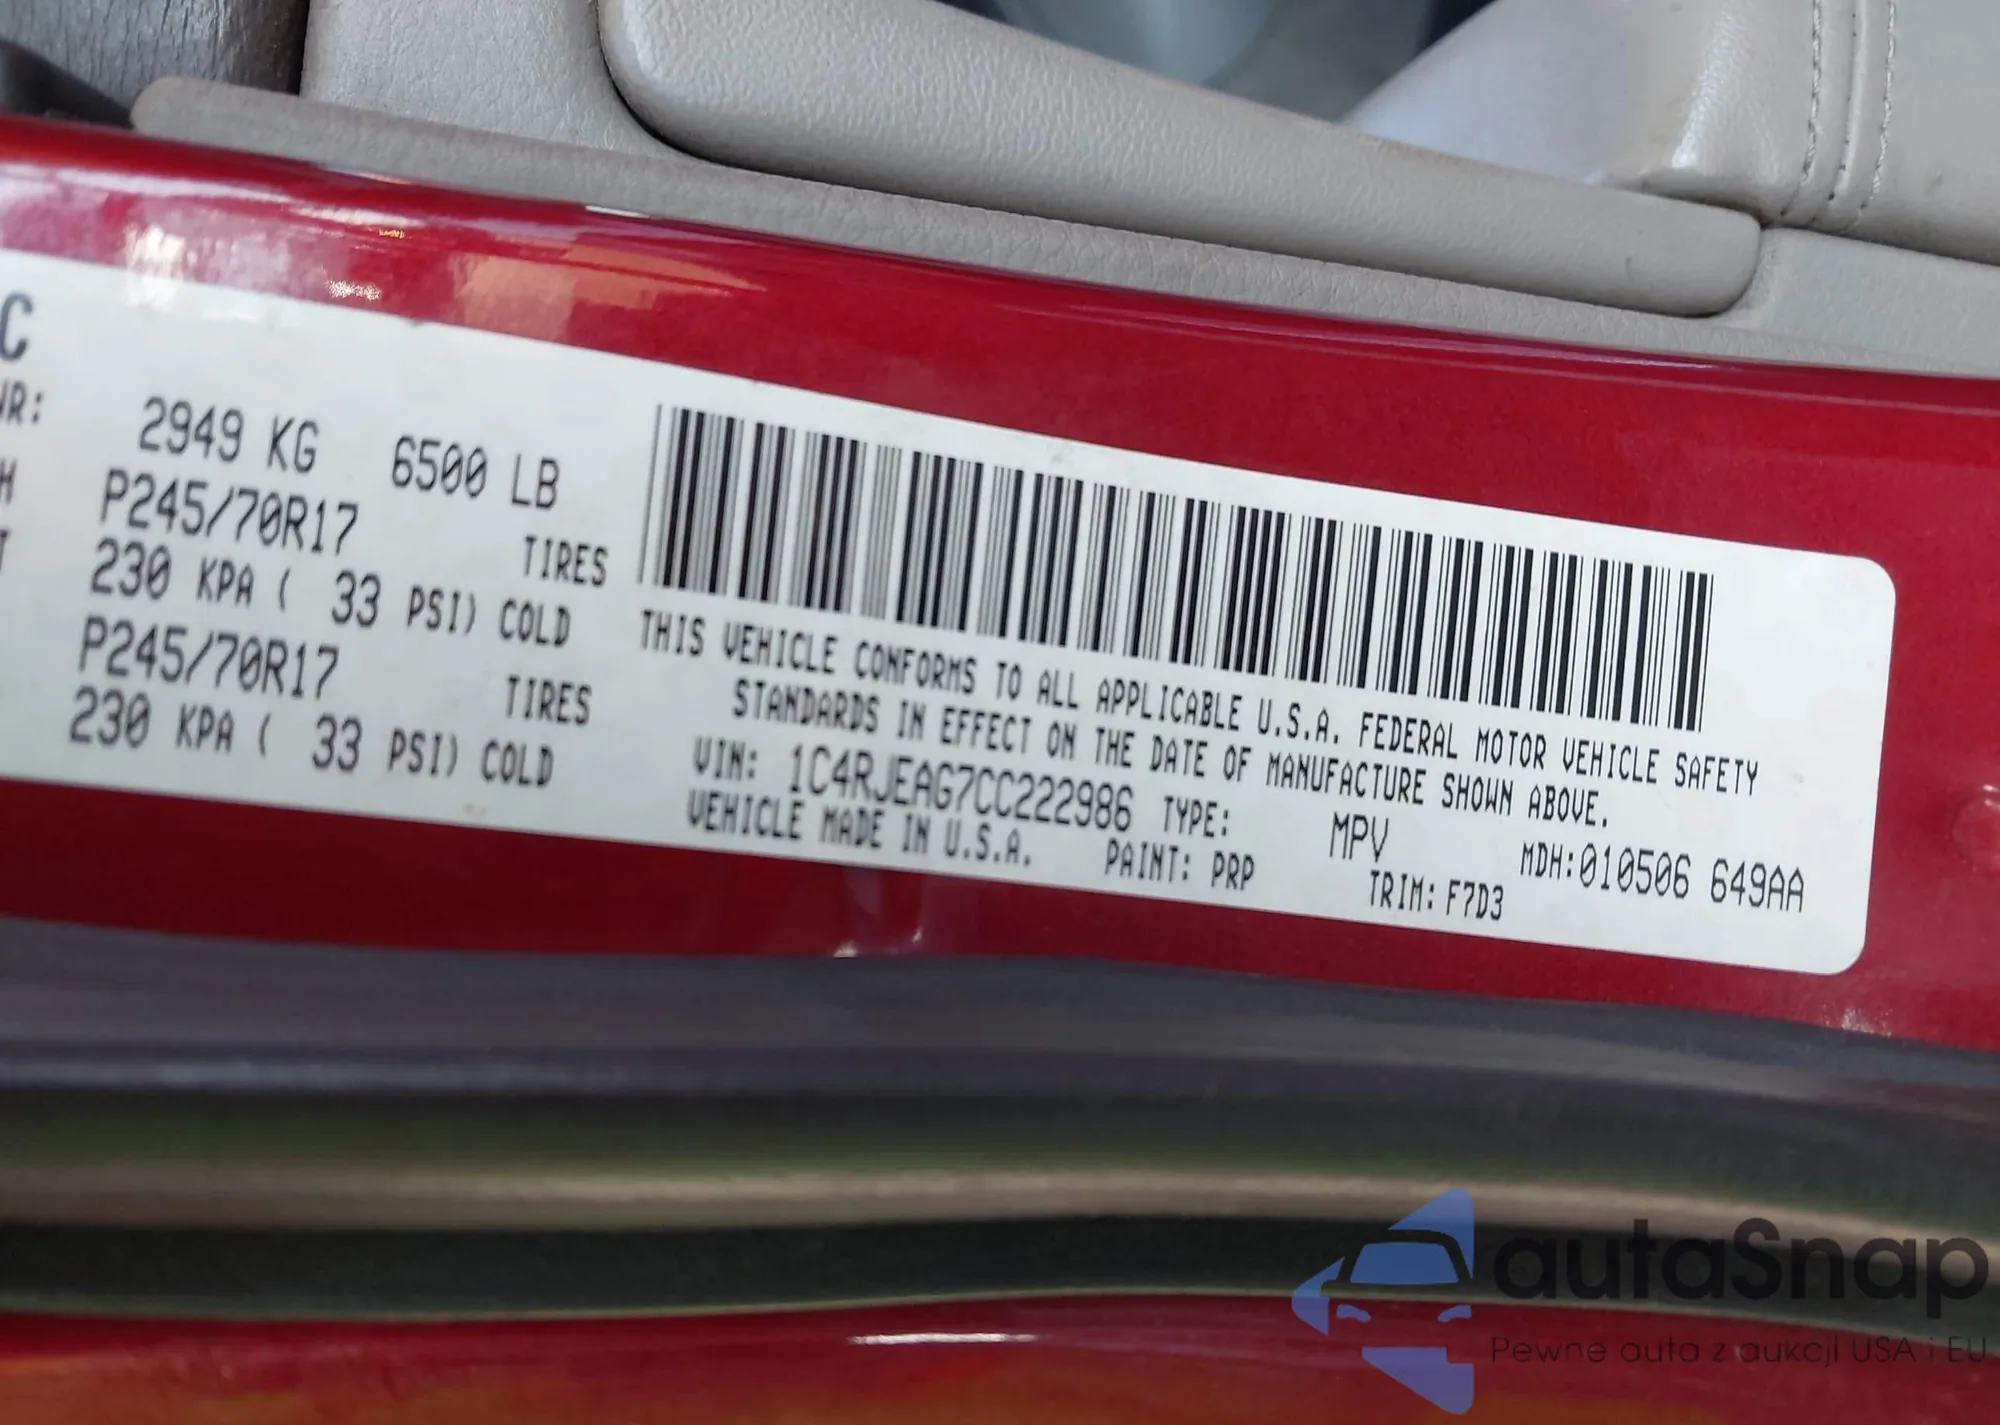 C
WR:
2949 KG 6500 LB
H
P245/70R17 TIRES
T
230 KPA ( 33 PSI) COLD
P245/70R17 TIRES
230 KPA ( 33 PSI) COLD
THIS VEHICLE CONFORMS TO ALL APPLICABLE U.S.A. FEDERAL MOTOR VEHICLE SAFETY
STANDARDS IN EFFECT ON THE DATE OF MANUFACTURE SHOWN ABOVE.
VIN: 1C4RJEAG7CC222986 TYPE: MPV MDH:010506 649AA
VEHICLE MADE IN U.S.A. PAINT: PRP TRIM: F7D3
autaSnap
Pewne auta z aukcji USA i EU